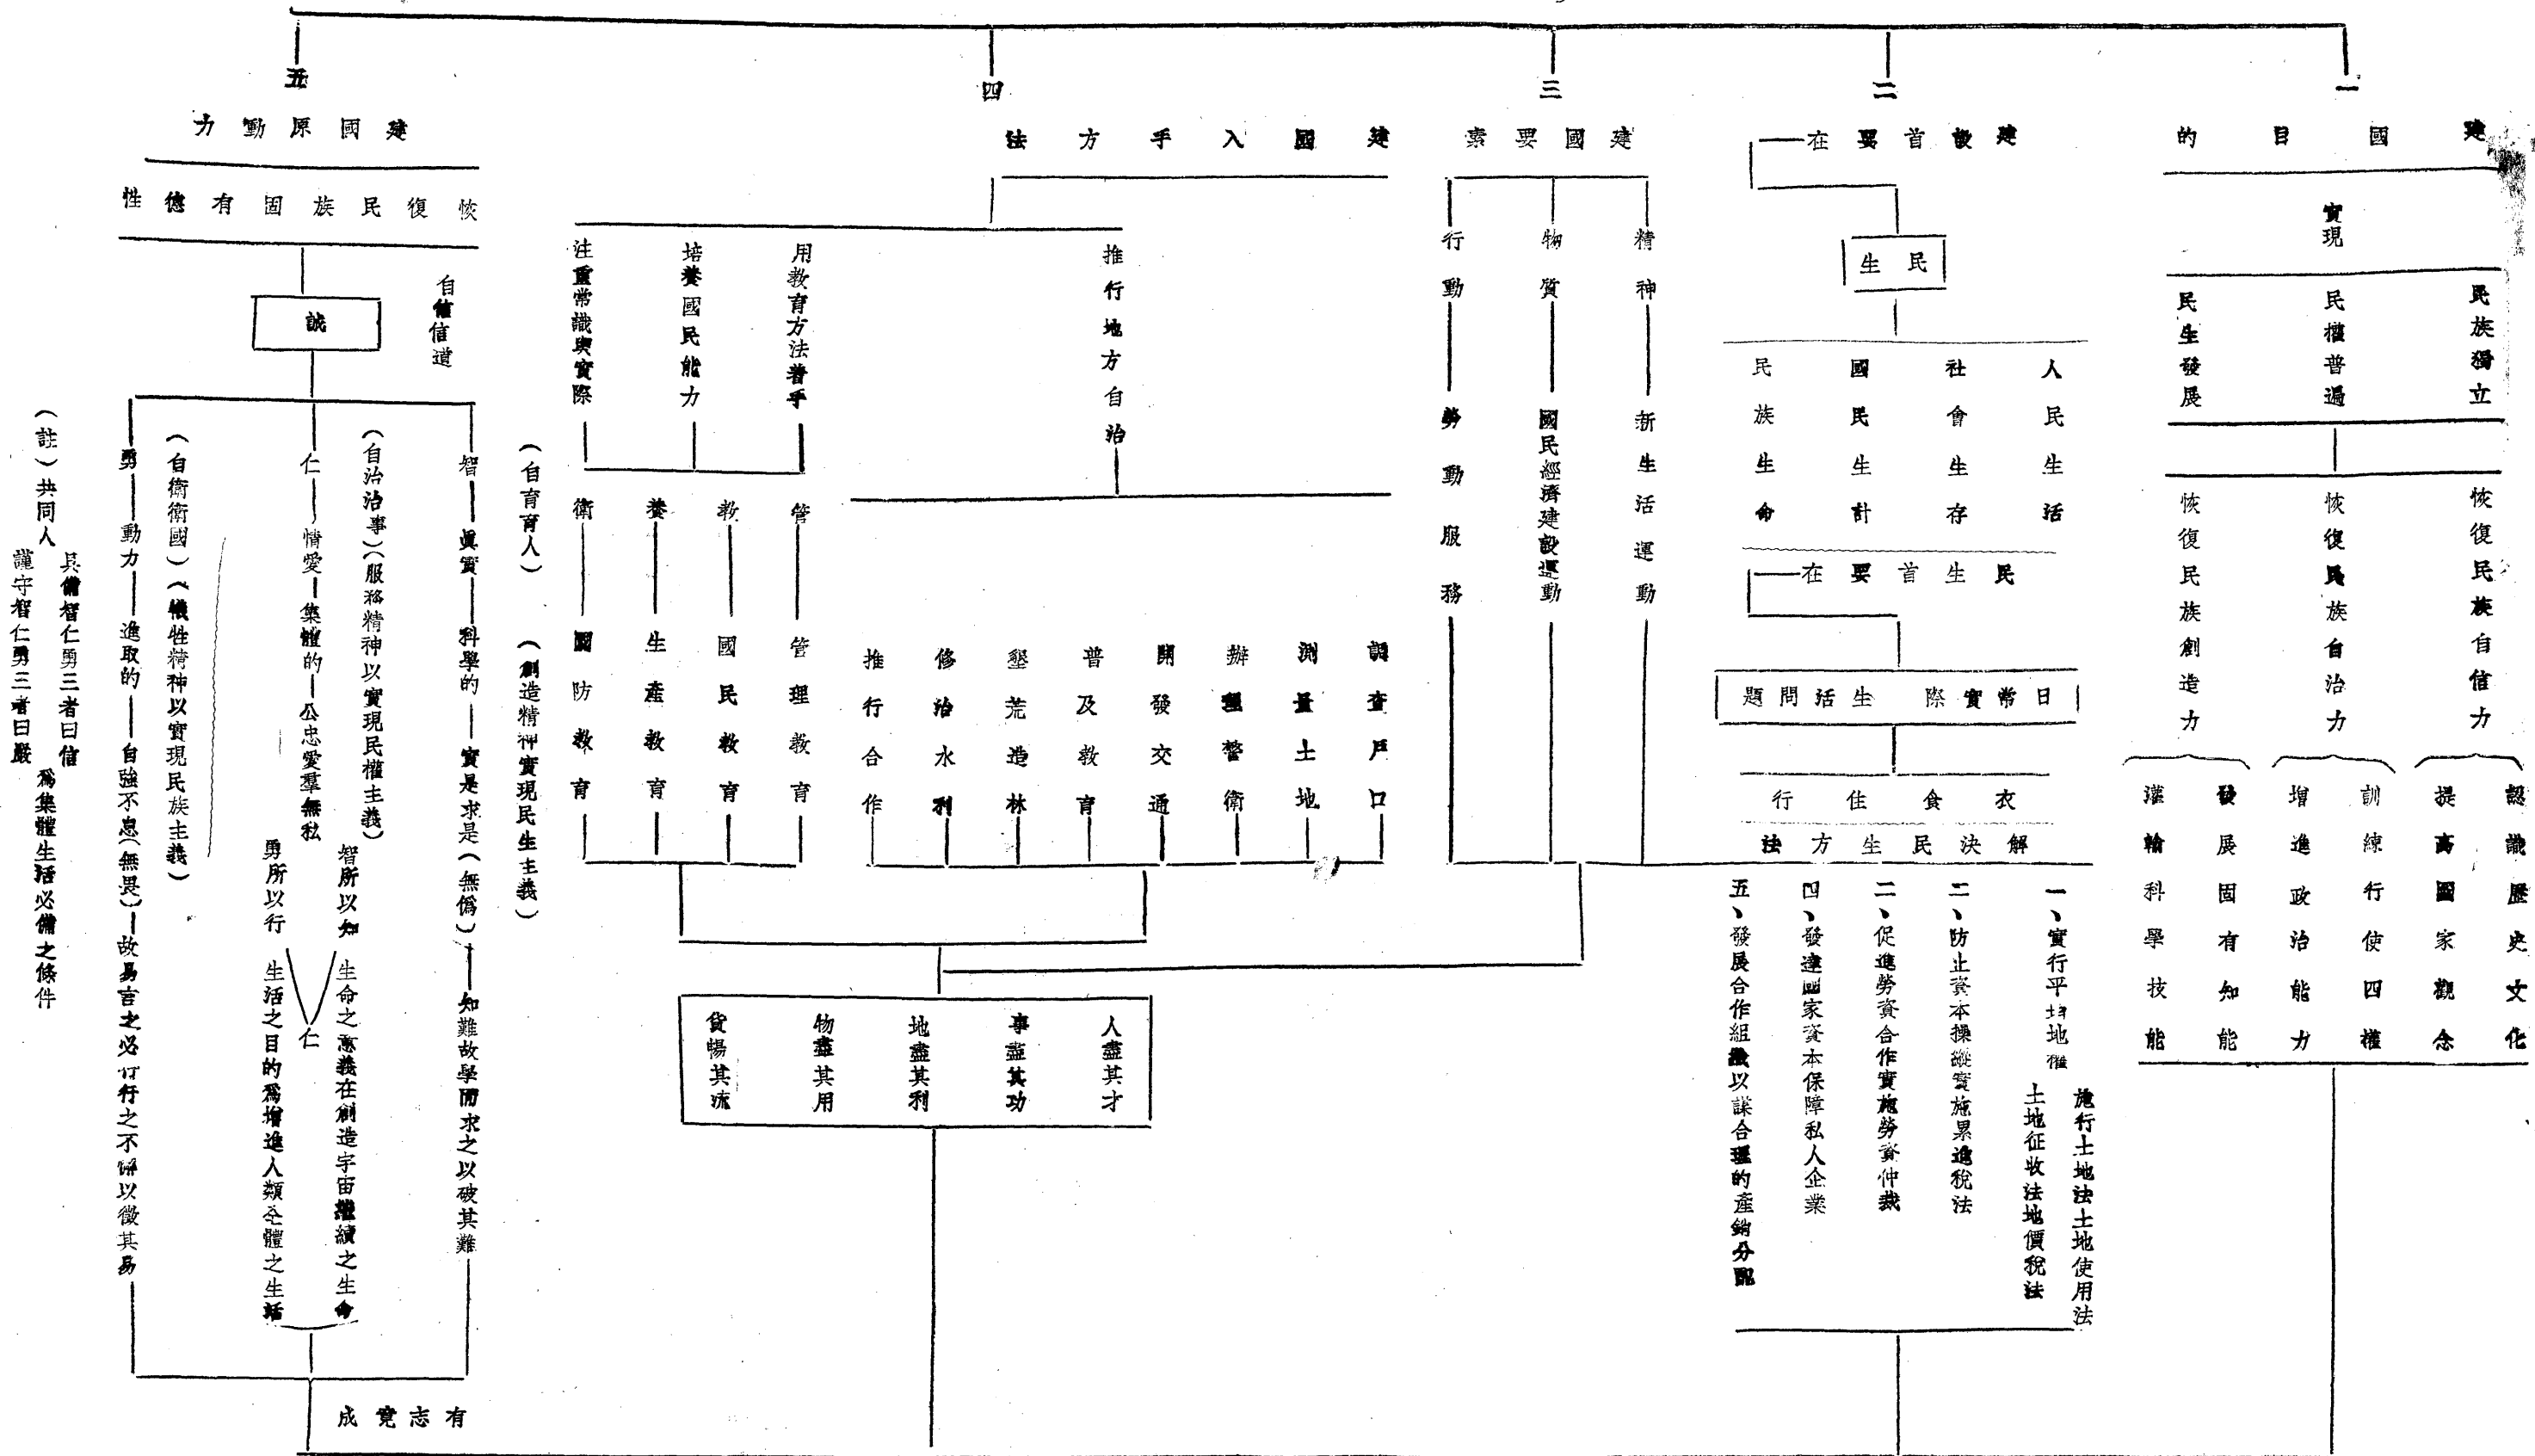 一
建國目的
實現
民族獨立
民權普遍
民生發展
恢復民族自信力
恢復民族自治力
恢復民族創造力
認識歷史文化
提高國家觀念
訓練行使四權
增進政治能力
發展固有知能
灌輸科學技能
二
建設首要在
民生
人民生活
社會生存
國民生計
民族生命
民生首要在
日常實際生活問題
衣食住行
解決民生方法
一、實行平均地權
施行土地法土地使用法
土地征收法地價稅法
二、防止資本操縱實施累進稅法
二、促進勞資合作實施勞資仲裁
四、發達國家資本保障私人企業
五、發展合作組織以謀合理的產銷分配
三
建國要素
精神
物質
行動
新生活運動
國民經濟建設運動
勞動服務
四
建國入手方法
推行地方自治
用教育方法着手
培養國民能力
注重常識與實際
調查戶口
測量土地
辦理警衛
開發交通
普及教育
墾荒造林
修治水利
推行合作
管
教
養
衛
管理教育
國民教育
生產教育
國防教育
人盡其才
事盡其功
地盡其利
物盡其用
貨暢其流
五
建國原動力
恢復民族固有德性
自信信道
誠
(自育育人) (創造精神實現民生主義)
智 真實 科學的 實是求是(無僞) 知難故學而求之以破其難
(自治治事)(服務精神以實現民權主義)
仁 情愛 集體的 公忠愛羣無私
智所以知
勇所以行
仁
生命之意義在創造宇宙繼續之生命
生活之目的爲增進人類全體之生活
(自衛衛國)(犧牲精神以實現民族主義)
勇 動力 進取的 自強不息(無畏) 故易言之必行行之不懈以徵其易
(註)共同人
具備智仁勇三者曰信
謹守智仁勇三者曰嚴
爲集體生活必備之條件
有志竟成